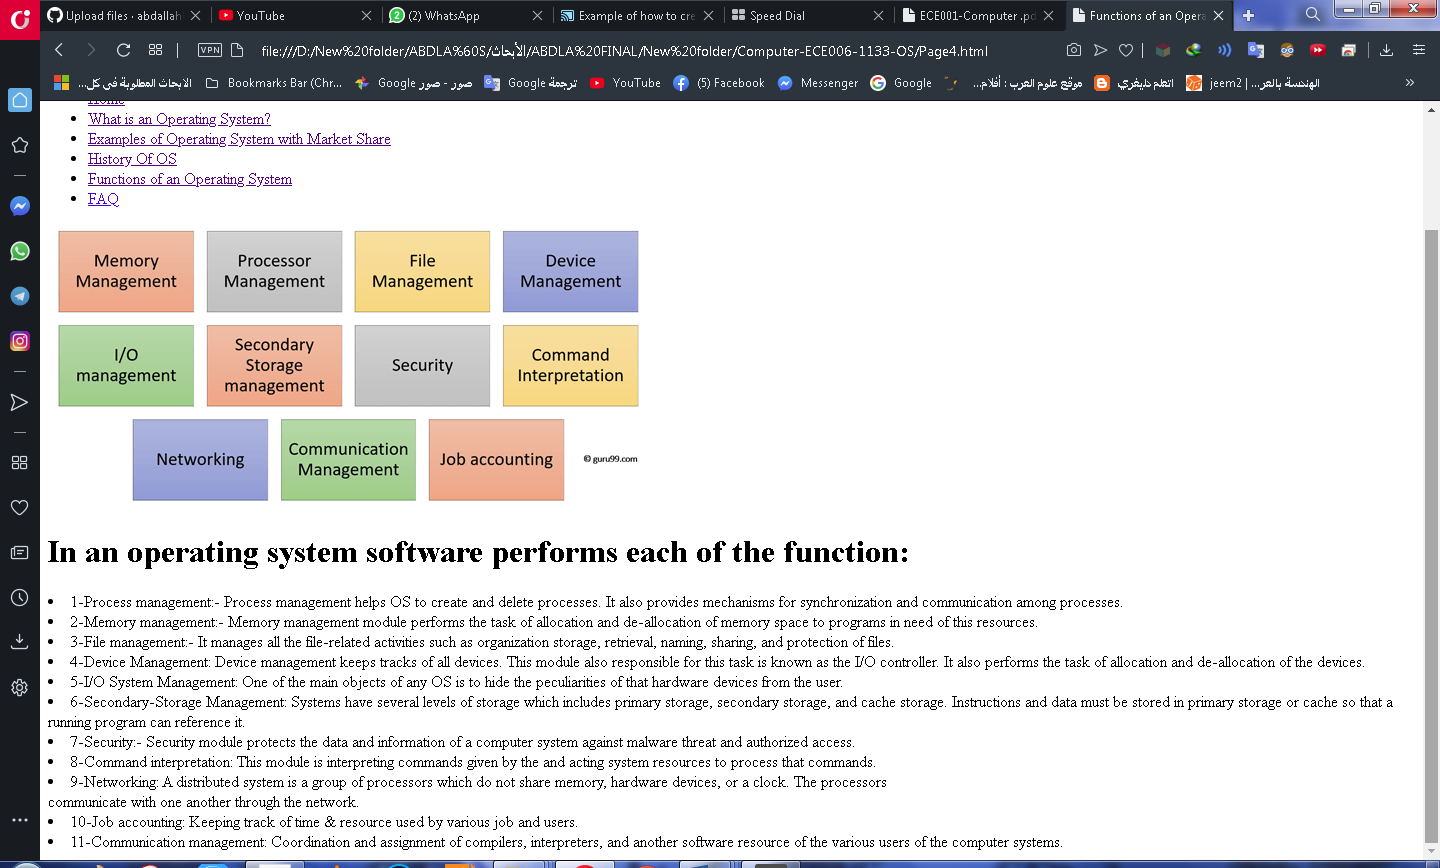 Upload files · abdallah
YouTube
(2) WhatsApp
Example of how to cre
Speed Dial
ECE001-Computer .pd
Functions of an Opera
VPN
file:///D:/New%20folder/ABDLA%60S/الأبحاث/ABDLA%20FINAL/New%20folder/Computer-ECE006-1133-OS/Page4.html
الابحاث المطلوبة فى كل...
Bookmarks Bar (Chr...
صور - صور Google
ترجمة Google
YouTube
(5) Facebook
Messenger
Google
موقع علوم العرب : أفلام...
اتعلم دليفري
jeem2 | الهندسة بالعر...
Home
What is an Operating System?
Examples of Operating System with Market Share
History Of OS
Functions of an Operating System
FAQ
Memory Management
Processor Management
File Management
Device Management
I/O management
Secondary Storage management
Security
Command Interpretation
Networking
Communication Management
Job accounting
© guru99.com
In an operating system software performs each of the function:
1-Process management:- Process management helps OS to create and delete processes. It also provides mechanisms for synchronization and communication among processes.
2-Memory management:- Memory management module performs the task of allocation and de-allocation of memory space to programs in need of this resources.
3-File management:- It manages all the file-related activities such as organization storage, retrieval, naming, sharing, and protection of files.
4-Device Management: Device management keeps tracks of all devices. This module also responsible for this task is known as the I/O controller. It also performs the task of allocation and de-allocation of the devices.
5-I/O System Management: One of the main objects of any OS is to hide the peculiarities of that hardware devices from the user.
6-Secondary-Storage Management: Systems have several levels of storage which includes primary storage, secondary storage, and cache storage. Instructions and data must be stored in primary storage or cache so that a
running program can reference it.
7-Security:- Security module protects the data and information of a computer system against malware threat and authorized access.
8-Command interpretation: This module is interpreting commands given by the and acting system resources to process that commands.
9-Networking: A distributed system is a group of processors which do not share memory, hardware devices, or a clock. The processors
communicate with one another through the network.
10-Job accounting: Keeping track of time & resource used by various job and users.
11-Communication management: Coordination and assignment of compilers, interpreters, and another software resource of the various users of the computer systems.